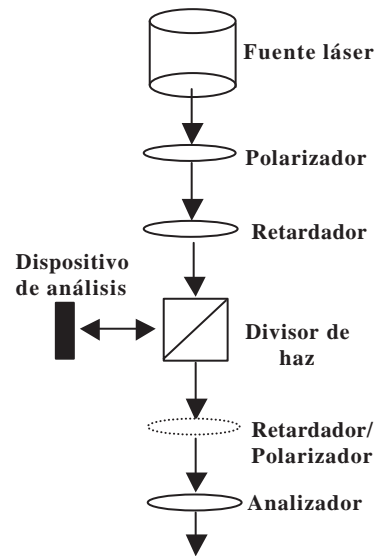 Fuente láser
Polarizador
Retardador
Dispositivo
de análisis
Divisor de
haz
Retardador/
Polarizador
Analizador